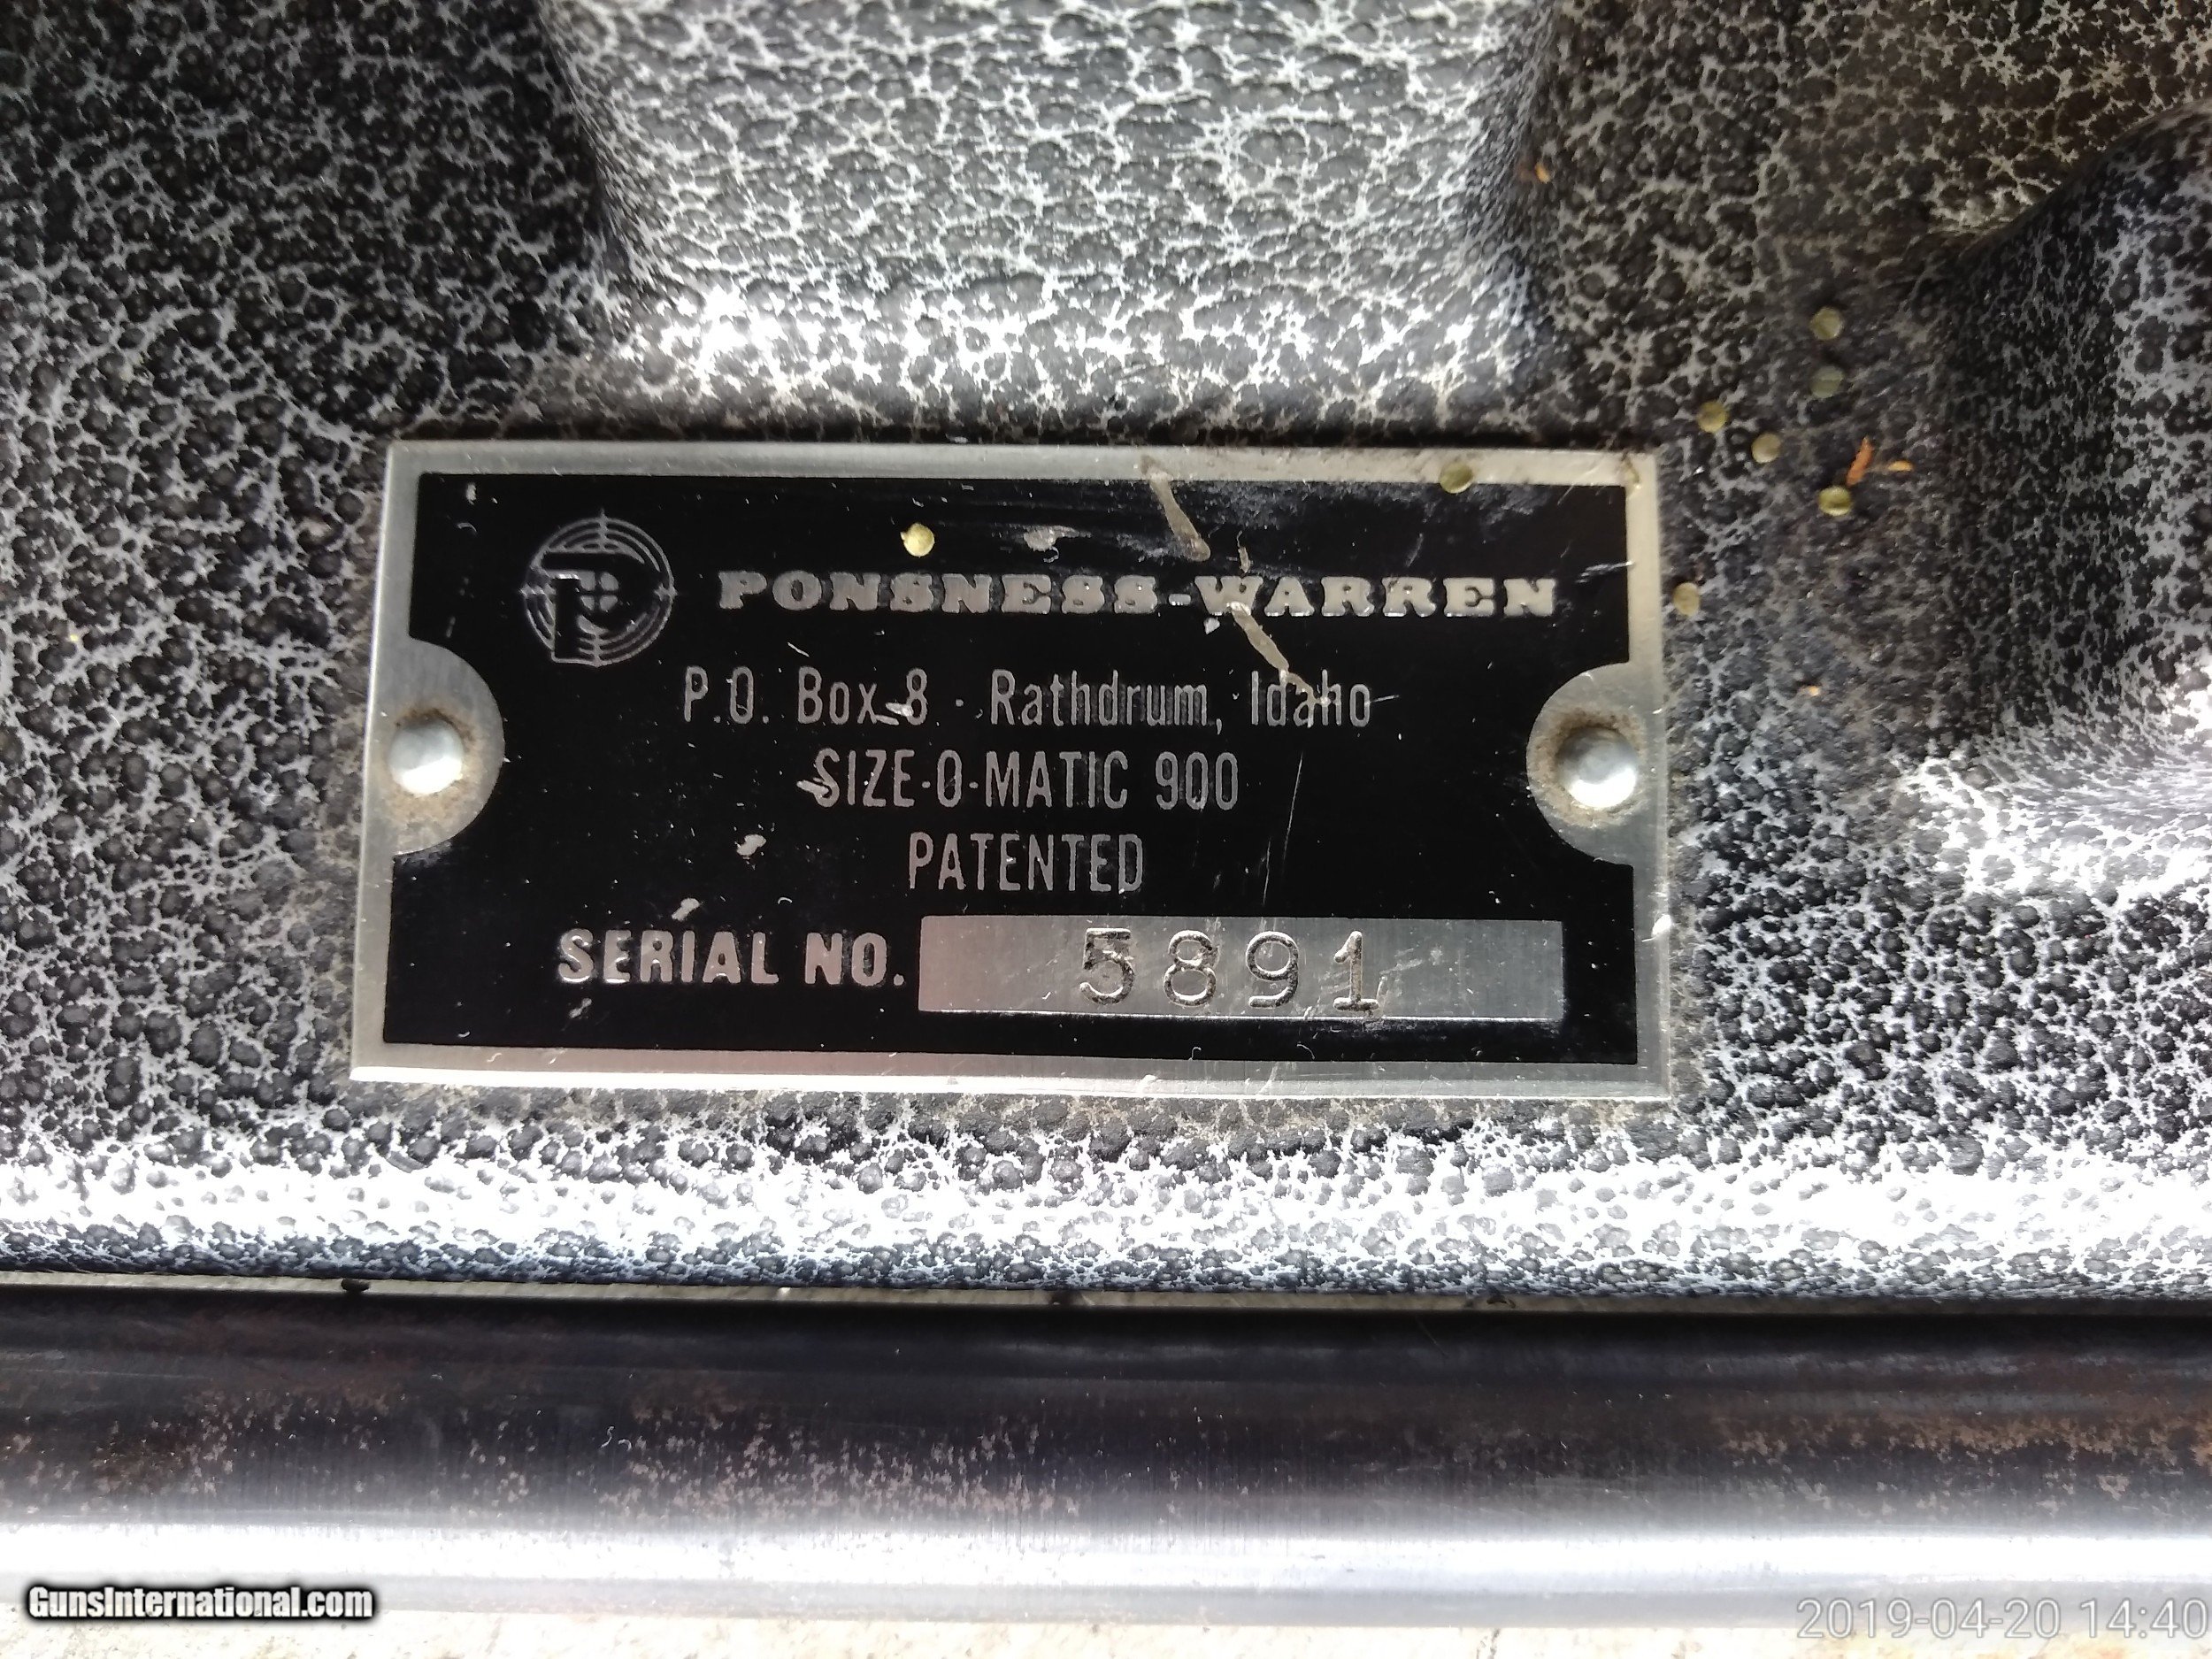 P
PONSNESS-WARREN
P.O. Box 8 · Rathdrum, Idaho
SIZE-O-MATIC 900
PATENTED
SERIAL NO. 5891
GunsInternational.com
2019-04-20 14:40